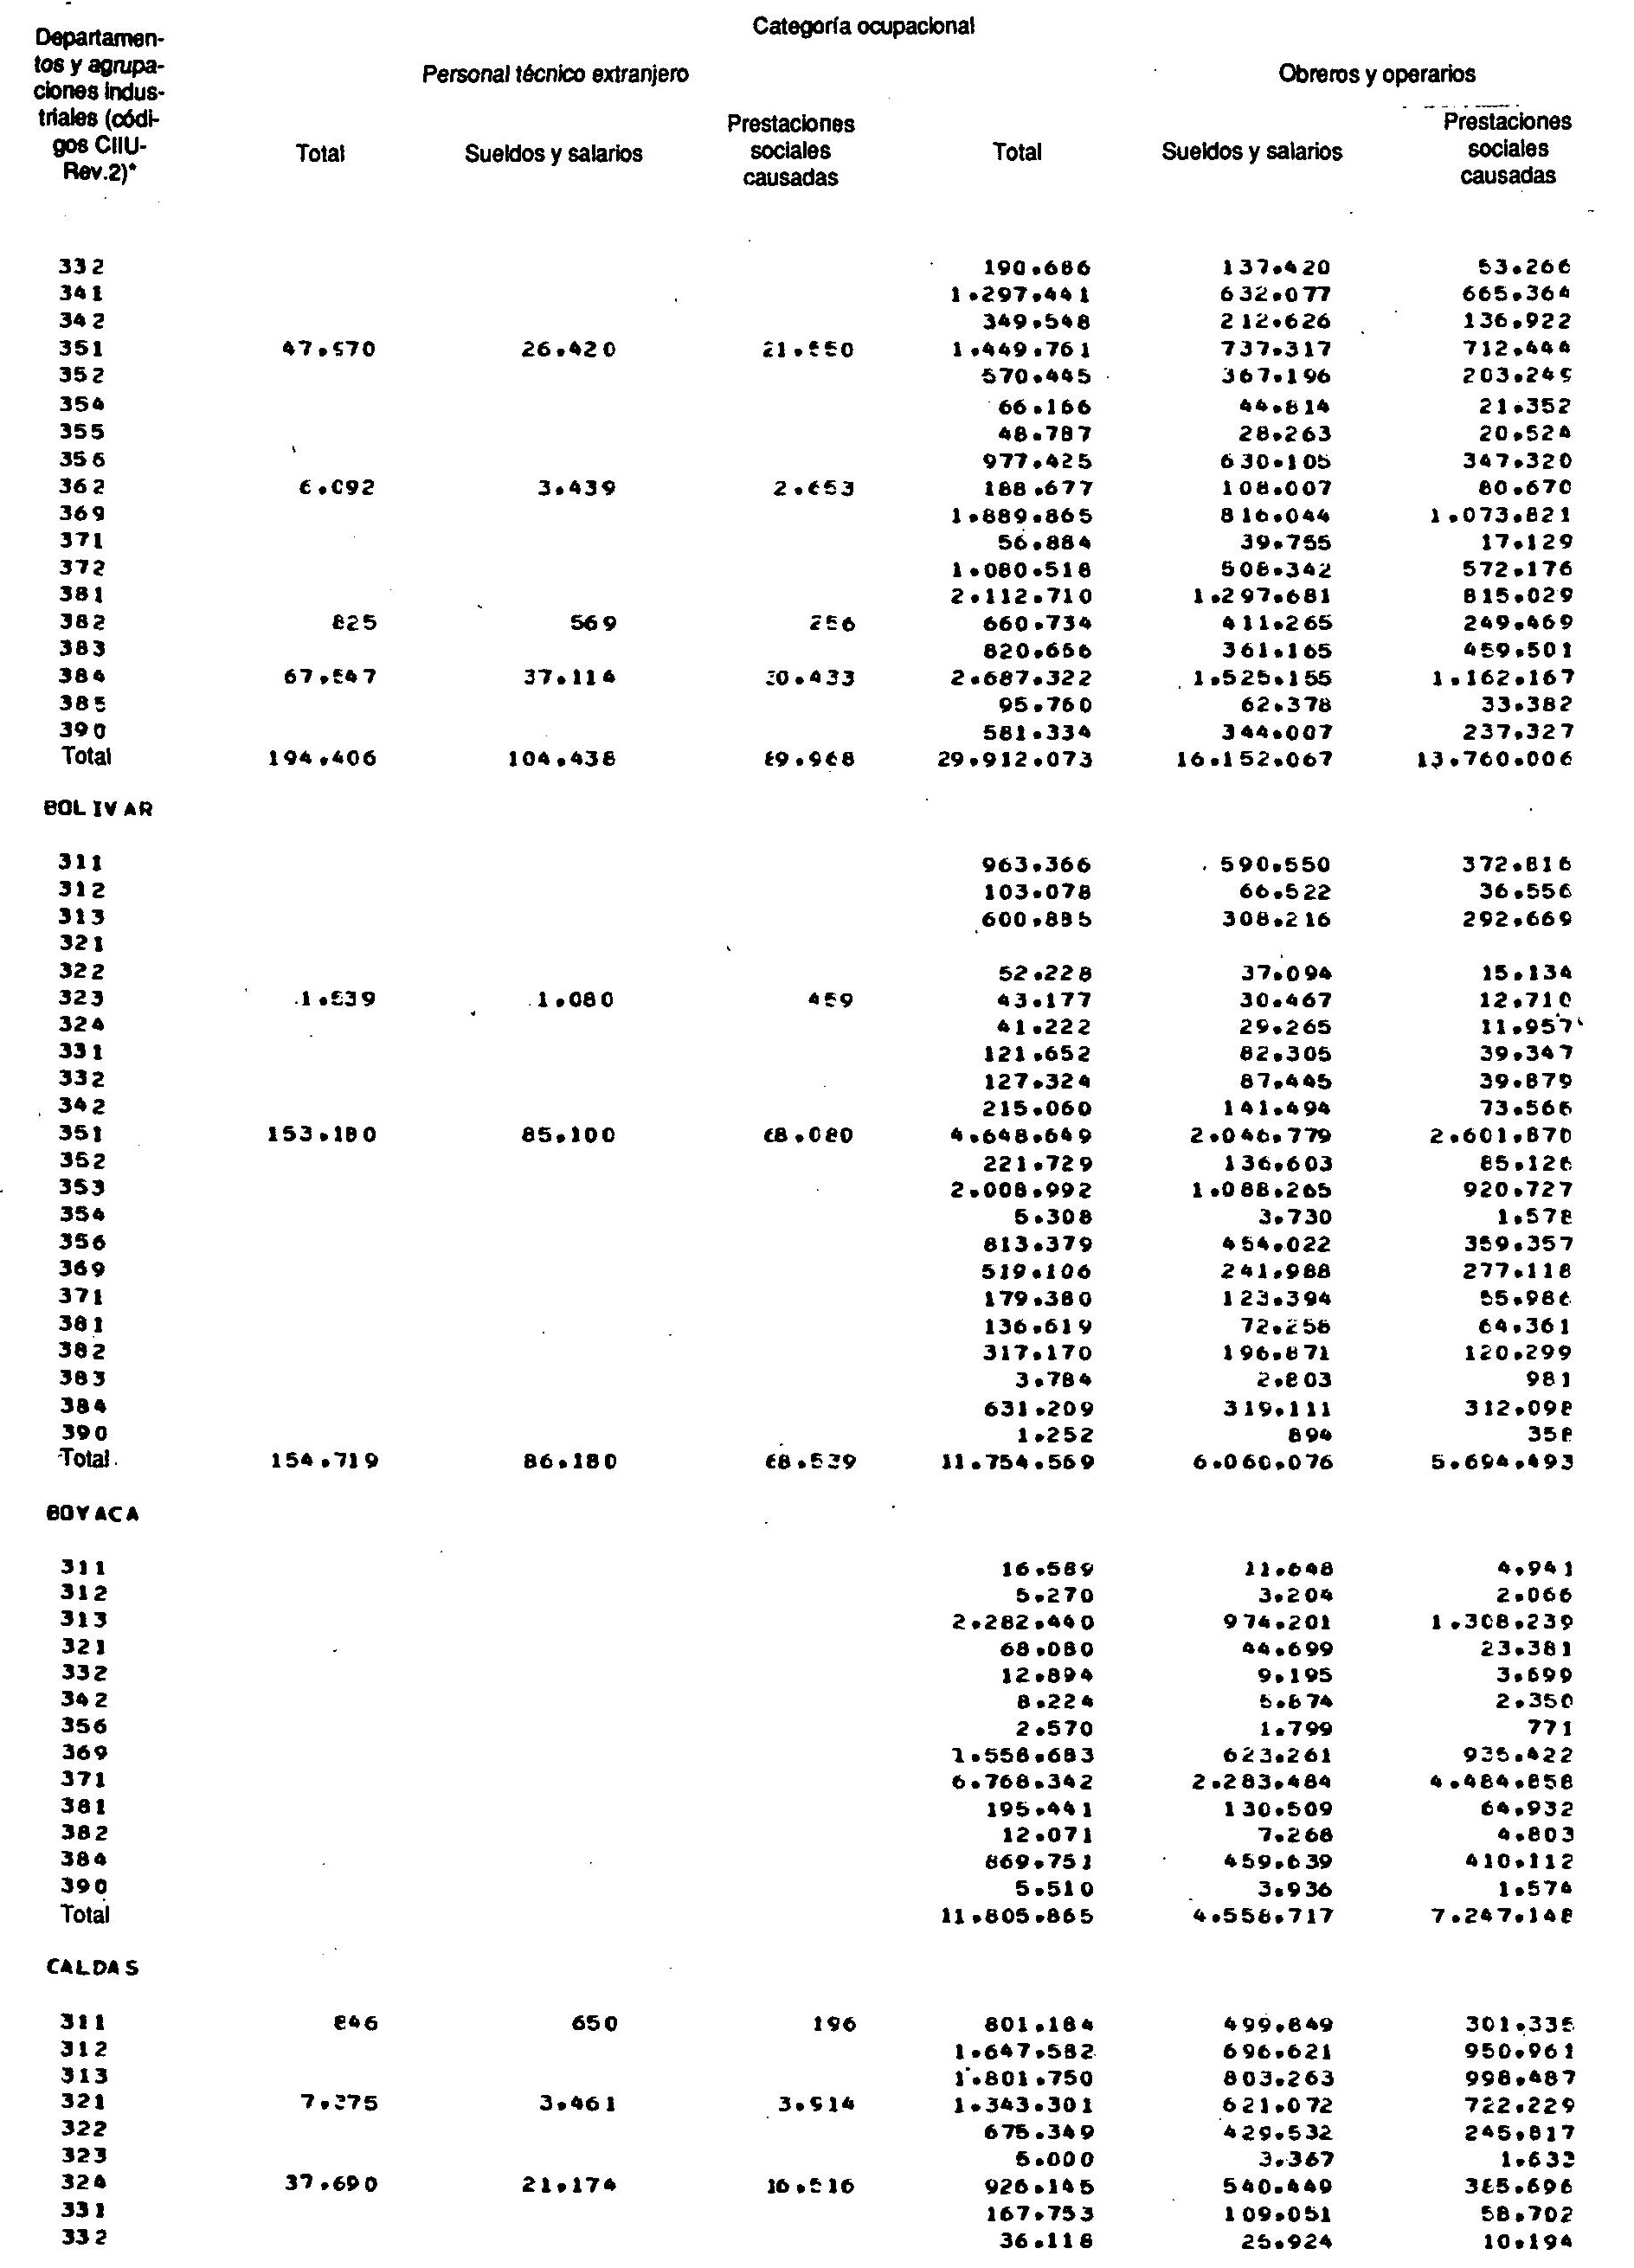 Categoría ocupacional
Departamen-
tos y agrupa-
ciones indus-
triales (códi-
gos CIIU-
Rev.2)*
Personal técnico extranjero
Obreros y operarios
Total Sueldos y salarios Prestaciones sociales causadas Total Sueldos y salarios Prestaciones sociales causadas
332 190.686 137.420 53.266
341 1.297.441 632.077 665.364
342 349.548 212.626 136.922
351 47.970 26.420 21.550 1.449.761 737.317 712.444
352 570.445 367.196 203.249
354 66.166 44.814 21.352
355 48.787 28.263 20.524
356 977.425 630.105 347.320
362 6.092 3.439 2.653 188.677 108.007 80.670
369 1.889.865 816.044 1.073.821
371 56.884 39.755 17.129
372 1.080.518 508.342 572.176
381 2.112.710 1.297.681 815.029
382 825 569 256 660.734 411.265 249.469
383 820.666 361.165 459.501
384 67.547 37.114 30.433 2.687.322 1.525.155 1.162.167
385 95.760 62.378 33.382
390 581.334 344.007 237.327
Total 194.406 104.438 89.968 29.912.073 16.152.067 13.760.006
BOLIVAR
311 963.366 590.550 372.816
312 103.078 66.522 36.556
313 600.885 308.216 292.669
321
322 52.228 37.094 15.134
323 1.539 1.080 459 43.177 30.467 12.710
324 41.222 29.265 11.957
331 121.652 82.305 39.347
332 127.324 87.445 39.879
342 215.060 141.494 73.566
351 153.180 85.100 68.080 4.648.649 2.046.779 2.601.870
352 221.729 136.603 85.126
353 2.008.992 1.088.265 920.727
354 5.308 3.730 1.578
356 813.379 454.022 359.357
369 519.106 241.988 277.118
371 179.380 123.394 55.986
381 136.619 72.258 64.361
382 317.170 196.871 120.299
383 3.784 2.803 981
384 631.209 319.111 312.098
390 1.252 894 358
Total 154.719 86.180 68.539 11.754.569 6.060.076 5.694.493
BOYACA
311 16.589 11.648 4.941
312 5.270 3.204 2.066
313 2.282.440 974.201 1.308.239
321 68.080 44.699 23.381
332 12.894 9.195 3.699
342 8.224 5.874 2.350
356 2.570 1.799 771
369 1.558.683 623.261 935.422
371 6.768.342 2.283.484 4.484.858
381 195.441 130.509 64.932
382 12.071 7.268 4.803
384 869.751 459.639 410.112
390 5.510 3.936 1.574
Total 11.805.865 4.558.717 7.247.148
CALDAS
311 846 650 196 801.184 499.849 301.335
312 1.647.582 696.621 950.961
313 1.801.750 803.263 998.487
321 7.375 3.461 3.914 1.343.301 621.072 722.229
322 675.349 429.532 245.817
323 5.000 3.367 1.633
324 37.690 21.174 16.516 926.145 540.449 385.696
331 167.753 109.051 58.702
332 36.118 25.924 10.194